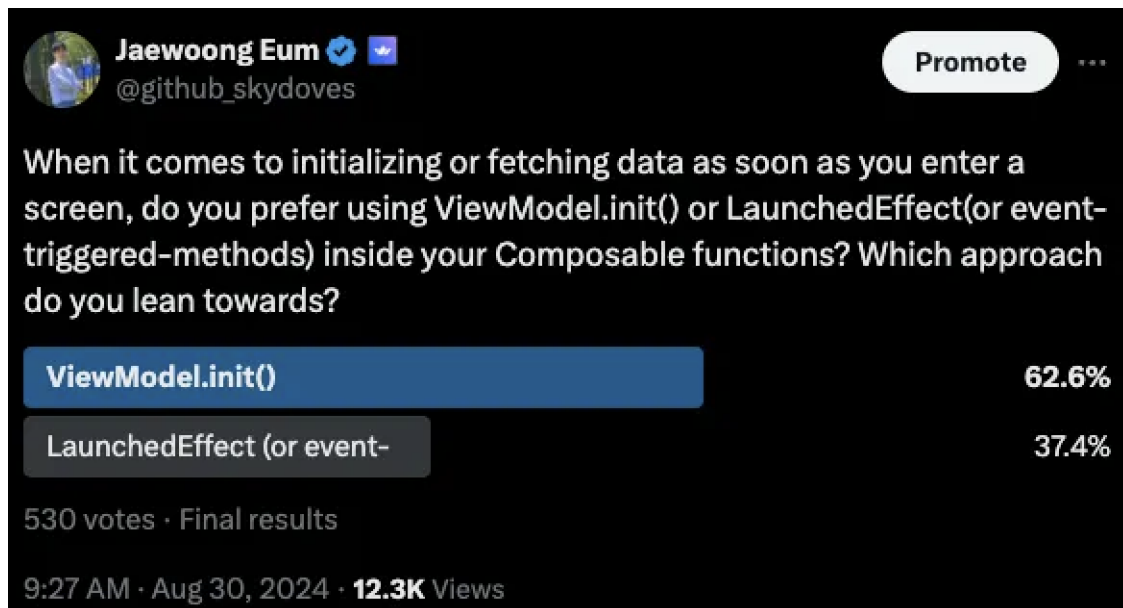 Jaewoong Eum
Promote
@github_skydoves
When it comes to initializing or fetching data as soon as you enter a
screen, do you prefer using ViewModel.init() or LaunchedEffect(or event-
triggered-methods) inside your Composable functions? Which approach
do you lean towards?
ViewModel.init() 62.6%
LaunchedEffect (or event- 37.4%
530 votes · Final results
9:27 AM · Aug 30, 2024 · 12.3K Views